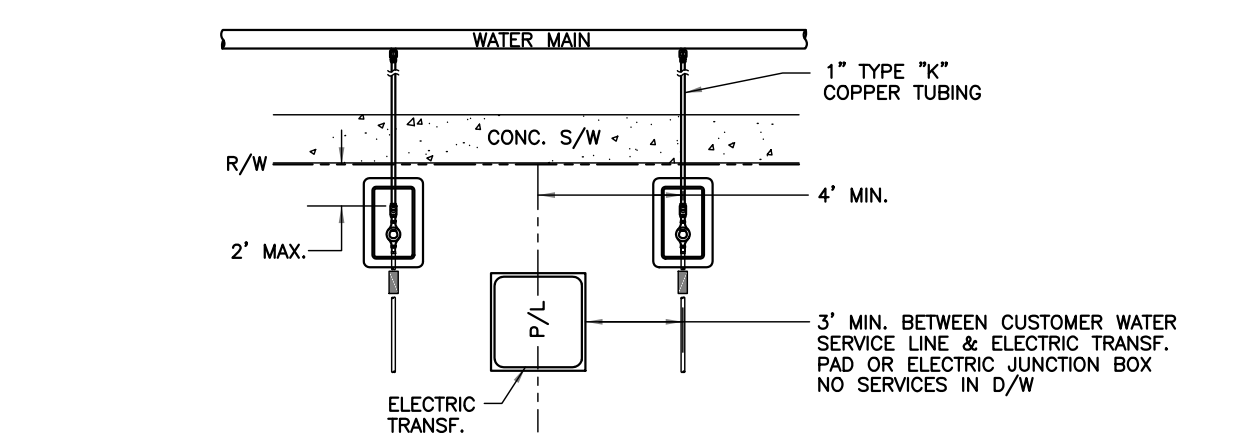 WATER MAIN
1" TYPE "K"
COPPER TUBING
CONC. S/W
R/W
4' MIN.
2' MAX.
P/L
3' MIN. BETWEEN CUSTOMER WATER
SERVICE LINE & ELECTRIC TRANSF.
PAD OR ELECTRIC JUNCTION BOX
NO SERVICES IN D/W
ELECTRIC
TRANSF.